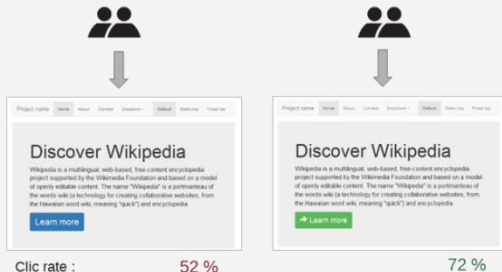 Project name Home About Contact Dropdown Default Static top Fixed top
Discover Wikipedia
Wikipedia is a multilingual, web-based, free-content encyclopedia
project supported by the Wikimedia Foundation and based on a model
of openly editable content. The name "Wikipedia" is a portmanteau of
the words wiki (a technology for creating collaborative websites, from
the Hawaiian word wiki, meaning "quick") and encyclopedia
Learn more
Project name Home About Contact Dropdown Default Static top Fixed top
Discover Wikipedia
Wikipedia is a multilingual, web-based, free-content encyclopedia
project supported by the Wikimedia Foundation and based on a model
of openly editable content. The name "Wikipedia" is a portmanteau of
the words wiki (a technology for creating collaborative websites, from
the Hawaiian word wiki, meaning "quick") and encyclopedia
Learn more
Clic rate : 52 % 72 %